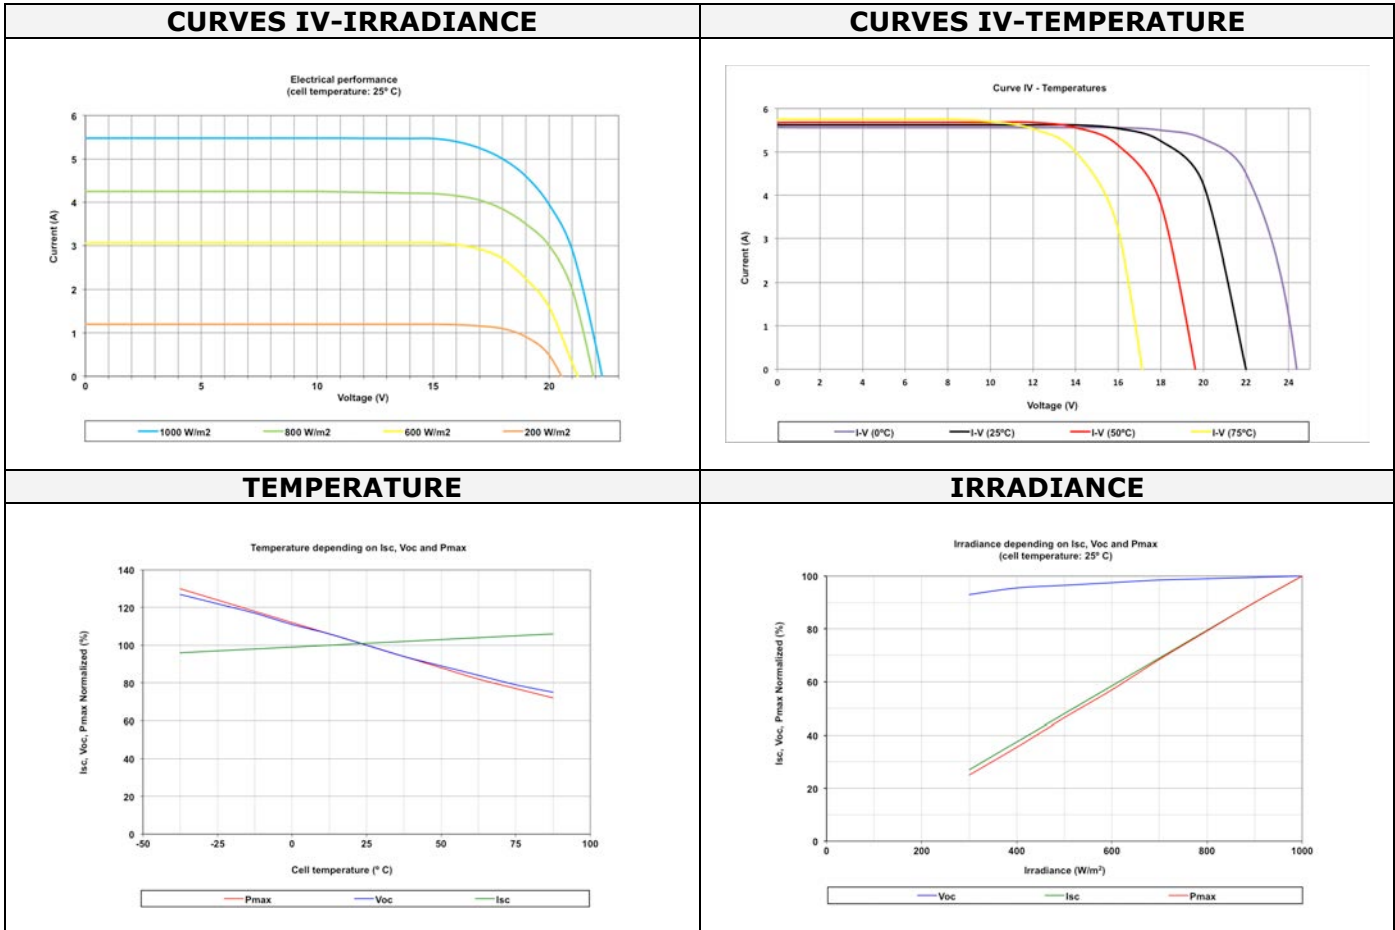 CURVES IV-IRRADIANCE
CURVES IV-TEMPERATURE
Electrical performance
(cell temperature: 25º C)
6
5
4
3
2
1
0
Current (A)
0 5 10 15 20
Voltage (V)
1000 W/m2 800 W/m2 600 W/m2 200 W/m2
Curve IV - Temperatures
6
5
4
3
2
1
0
Current (A)
0 2 4 6 8 10 12 14 16 18 20 22 24
Voltage (V)
I-V (0ºC) I-V (25ºC) I-V (50ºC) I-V (75ºC)
TEMPERATURE
IRRADIANCE
Temperature depending on Isc, Voc and Pmax
140
120
100
80
60
40
20
0
Isc, Voc, Pmax Normalized (%)
-50 -25 0 25 50 75 100
Cell temperature (º C)
Pmax Voc Isc
Irradiance depending on Isc, Voc and Pmax
(cell temperature: 25º C)
100
80
60
40
20
0
Isc, Voc, Pmax Normalized (%)
0 200 400 600 800 1000
Irradiance (W/m²)
Voc Isc Pmax